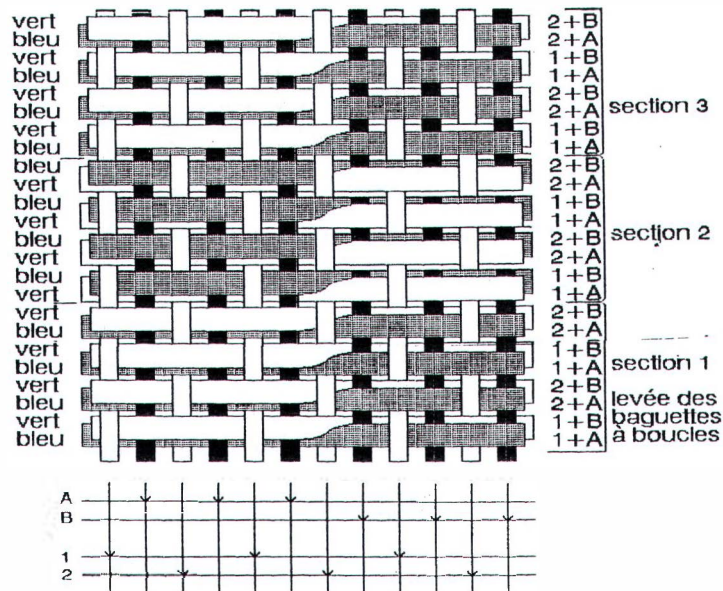 vert 2+B
bleu 2+A
vert 1+B
bleu 1+A
vert 2+B
bleu 2+A section 3
vert 1+B
bleu 1+A
bleu 2+B
vert 2+A
bleu 1+B
vert 1+A
bleu 2+B section 2
vert 2+A
bleu 1+B
vert 1+A
vert 2+B
bleu 2+A
vert 1+B
bleu 1+A section 1
vert 2+B
bleu 2+A levée des
vert 1+B baguettes
bleu 1+A à boucles
A
B
1
2